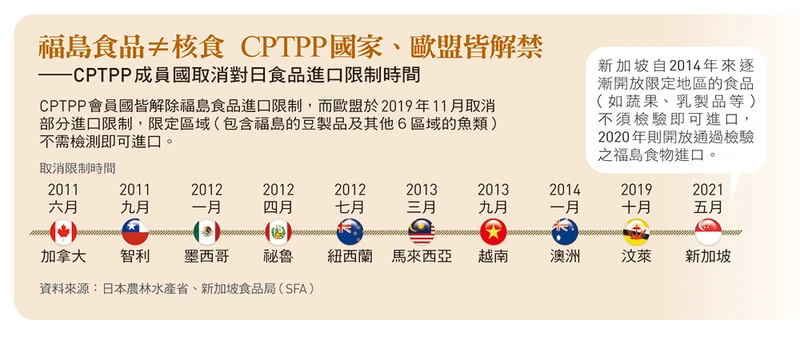 福島食品≠核食 CPTPP國家、歐盟皆解禁
——CPTPP成員國取消對日食品進口限制時間
CPTPP會員國皆解除福島食品進口限制，而歐盟於2019年11月取消
部分進口限制，限定區域（包含福島的豆製品及其他6區域的魚類）
不需檢測即可進口。
新加坡自2014年來逐
漸開放限定地區的食品
（如蔬果、乳製品等）
不須檢驗即可進口，
2020年則開放通過檢驗
之福島食物進口。
取消限制時間
2011 2011 2012 2012 2012 2013 2013 2014 2019 2021
六月 九月 一月 四月 七月 三月 九月 一月 十月 五月
加拿大 智利 墨西哥 祕魯 紐西蘭 馬來西亞 越南 澳洲 汶萊 新加坡
資料來源：日本農林水產省、新加坡食品局（SFA）